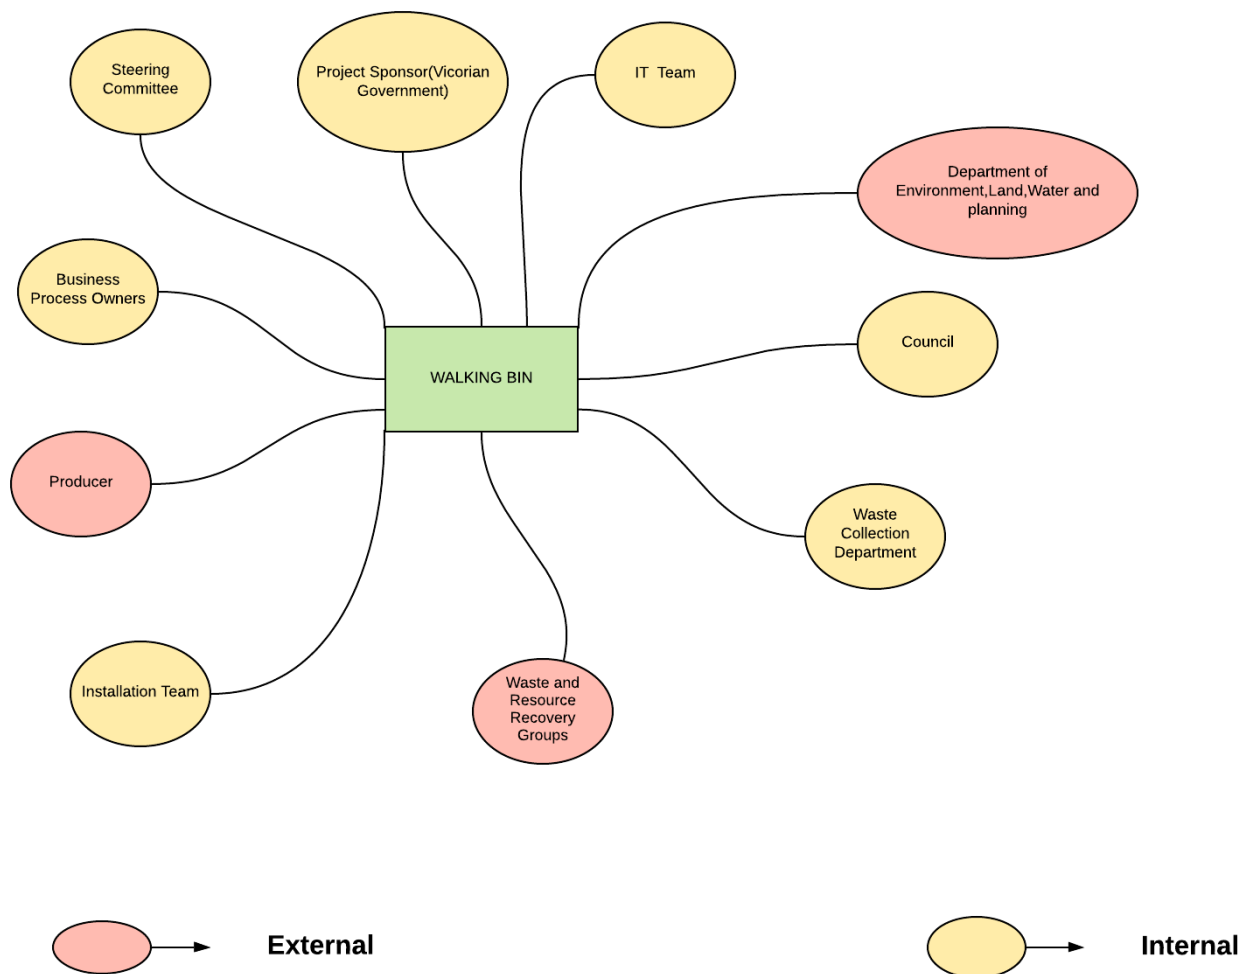 Steering
Committee
Project Sponsor(Vicorian
Government)
IT  Team
Department of
Environment,Land,Water and
planning
Business
Process Owners
Council
WALKING BIN
Producer
Waste
Collection
Department
Installation Team
Waste and
Resource
Recovery
Groups
External
Internal